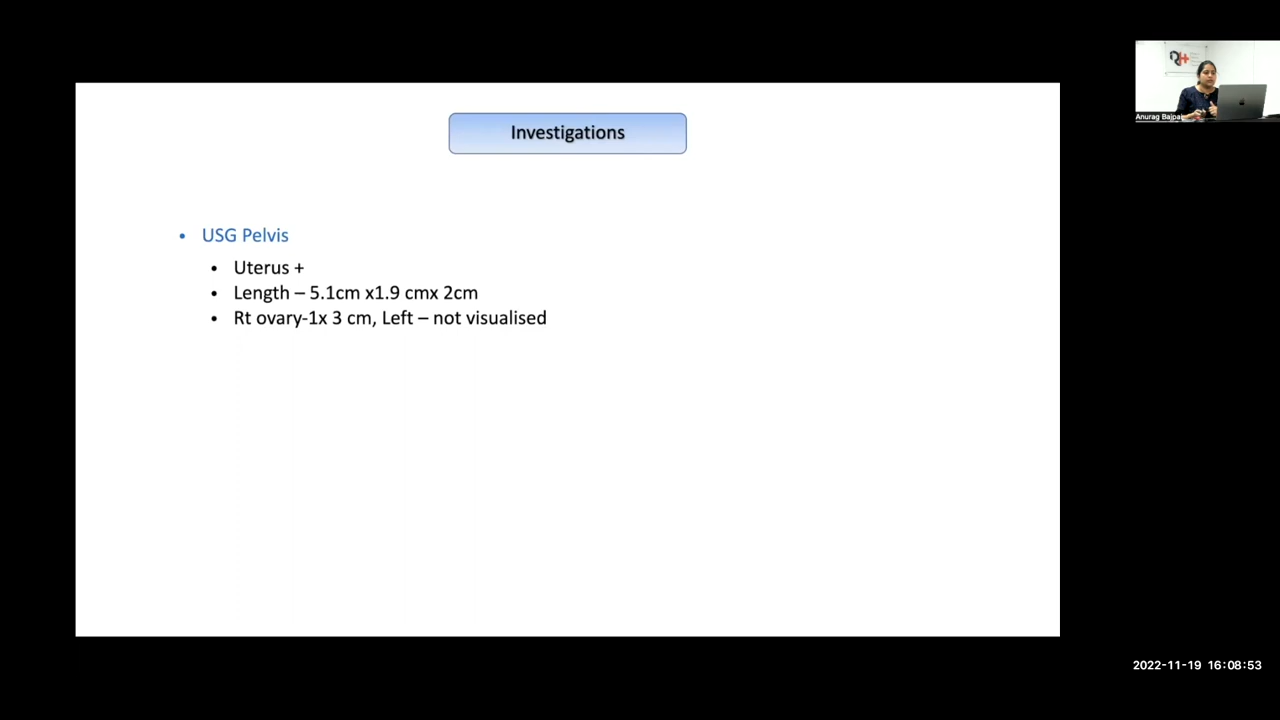 Investigations
• USG Pelvis
• Uterus +
• Length – 5.1cm x1.9 cmx 2cm
• Rt ovary-1x 3 cm, Left – not visualised
Anurag Bajpai
2022-11-19 16:08:53